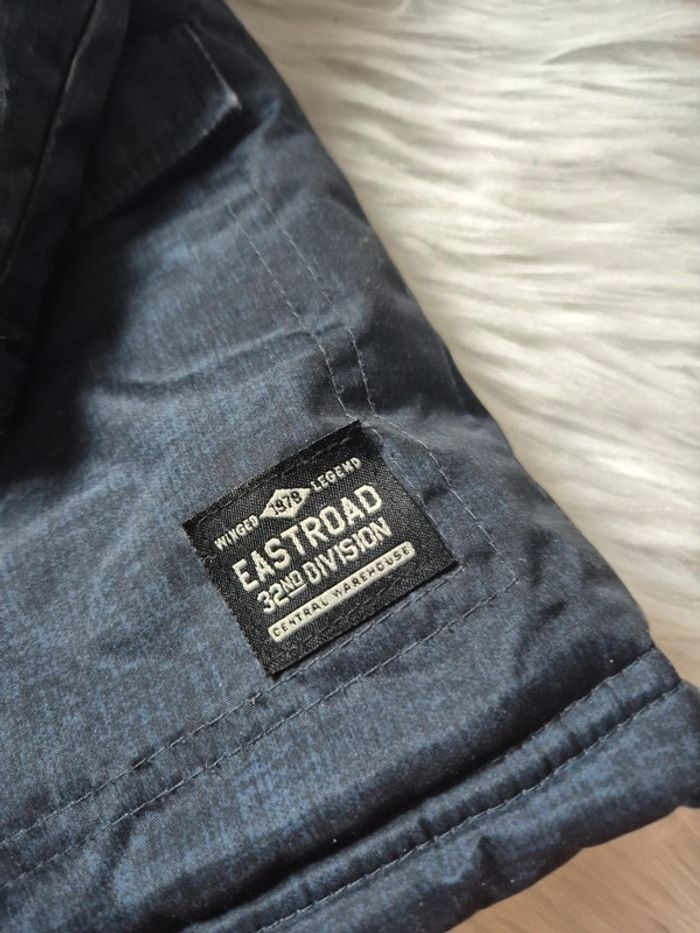 WINGED 1978 LEGEND
EASTROAD
32ND DIVISION
CENTRAL WAREHOUSE